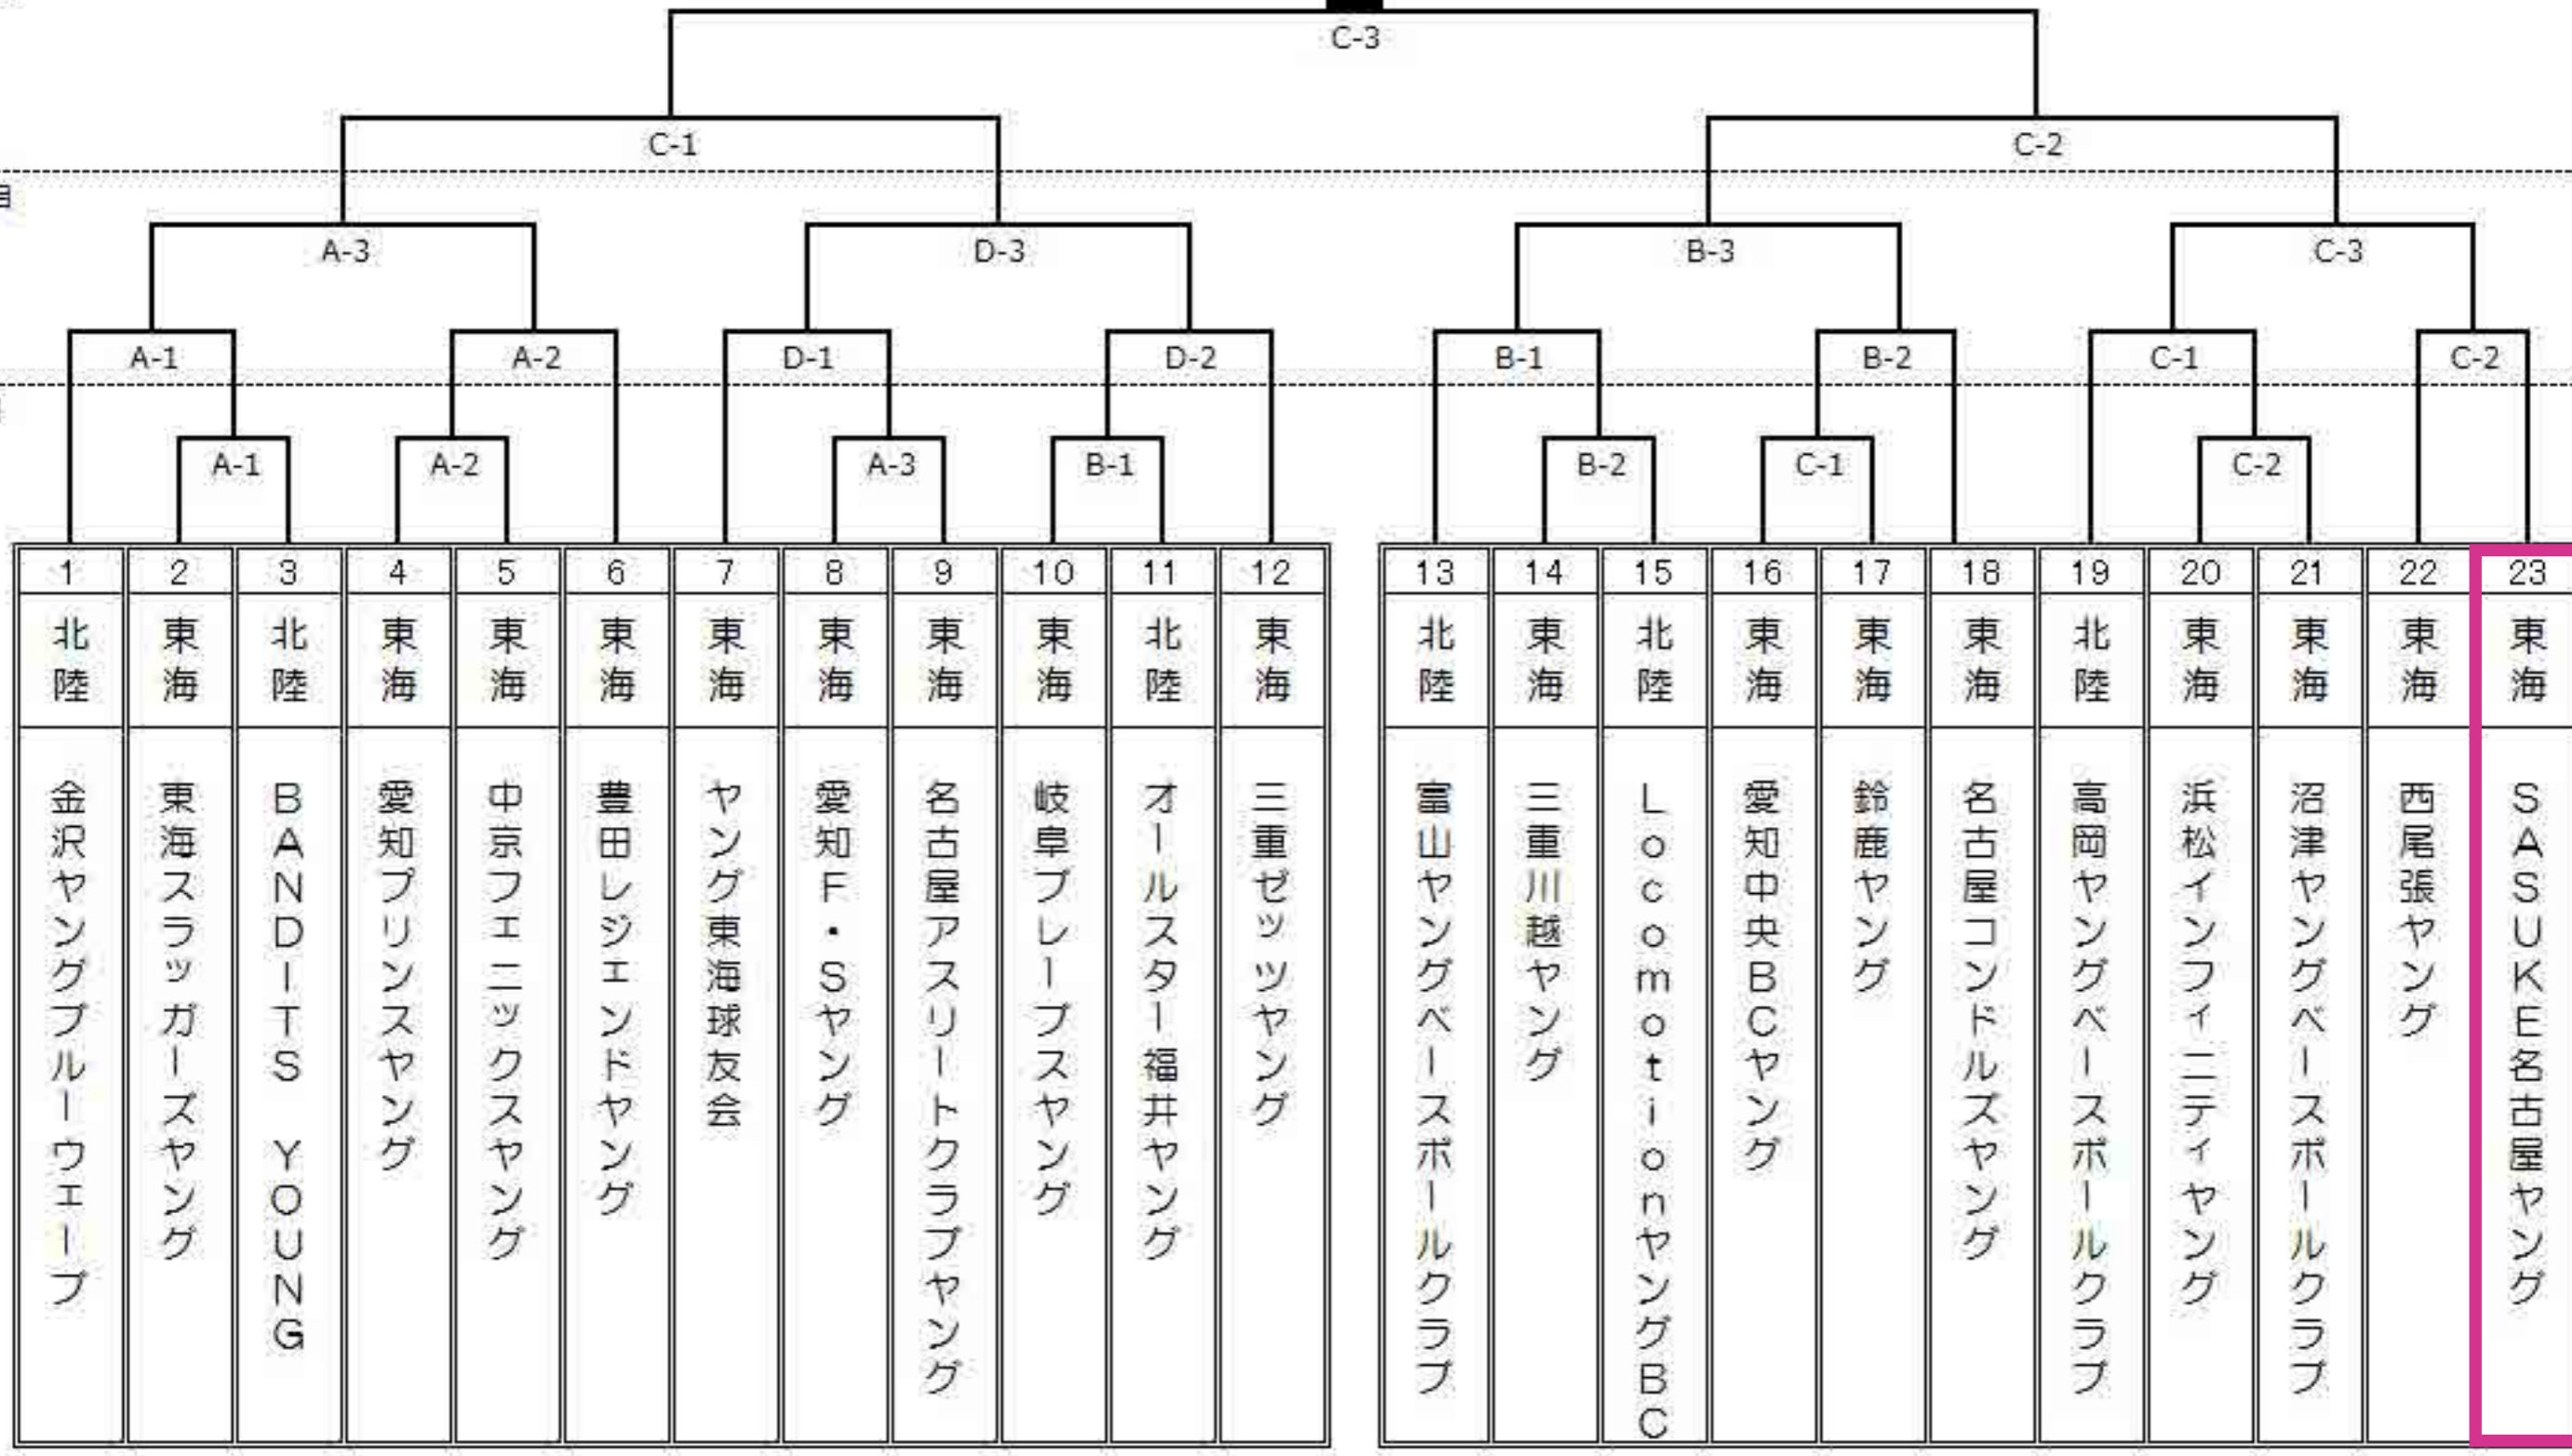 C-3
C-1
C-2
A-3
D-3
B-3
C-3
A-1
A-2
D-1
D-2
B-1
B-2
C-1
C-2
A-1
A-2
A-3
B-1
B-2
C-1
C-2
1 北陸 金沢ヤングブルーウェーブ
2 東海 東海スラッガーズヤング
3 北陸 BANDITS YOUNG
4 東海 愛知プリンスヤング
5 東海 中京フェニックスヤング
6 東海 豊田レジェンドヤング
7 東海 ヤング東海球友会
8 東海 愛知F・Sヤング
9 東海 名古屋アスリートクラブヤング
10 東海 岐阜ブレーブスヤング
11 北陸 オールスター福井ヤング
12 東海 三重ゼッツヤング
13 北陸 富山ヤングベースボールクラブ
14 東海 三重川越ヤング
15 北陸 LocomotionヤングBC
16 東海 愛知中央BCヤング
17 東海 鈴鹿ヤング
18 東海 名古屋コンドルズヤング
19 北陸 高岡ヤングベースボールクラブ
20 東海 浜松インフィニティヤング
21 東海 沼津ヤングベースボールクラブ
22 東海 西尾張ヤング
23 東海 SASUKE名古屋ヤング